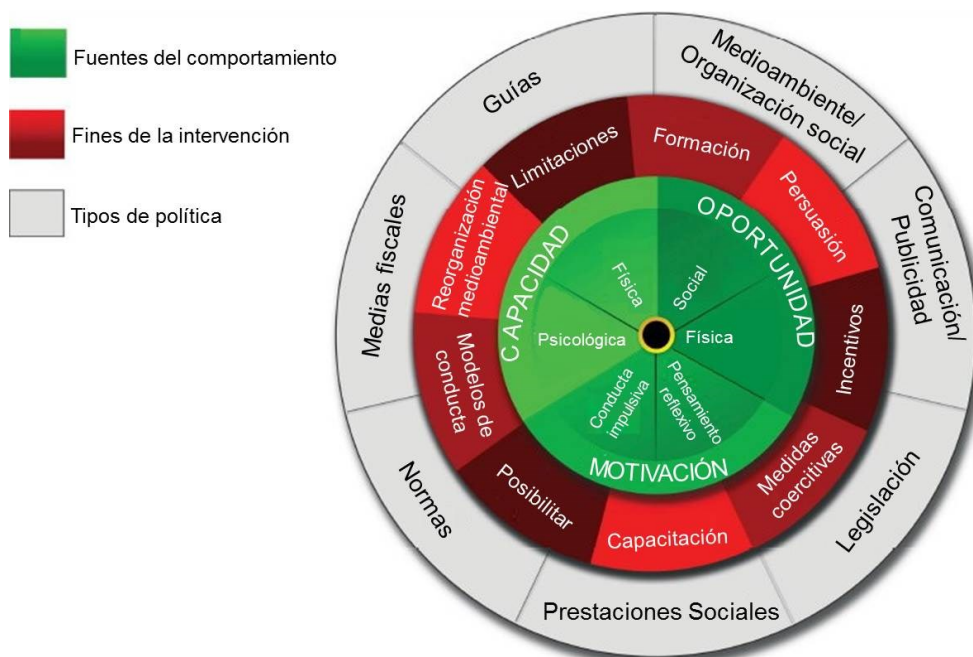 Fuentes del comportamiento
Fines de la intervención
Tipos de política
Guías
Medioambiente/
Organización social
Comunicación/
Publicidad
Legislación
Prestaciones Sociales
Normas
Medias fiscales
Limitaciones
Formación
Persuasión
Incentivos
Medidas
coercitivas
Capacitación
Posibilitar
Modelos de
conducta
Reorganización
medioambiental
CAPACIDAD
OPORTUNIDAD
MOTIVACIÓN
Física
Social
Psicológica
Física
Conducta
impulsiva
Pensamiento
reflexivo